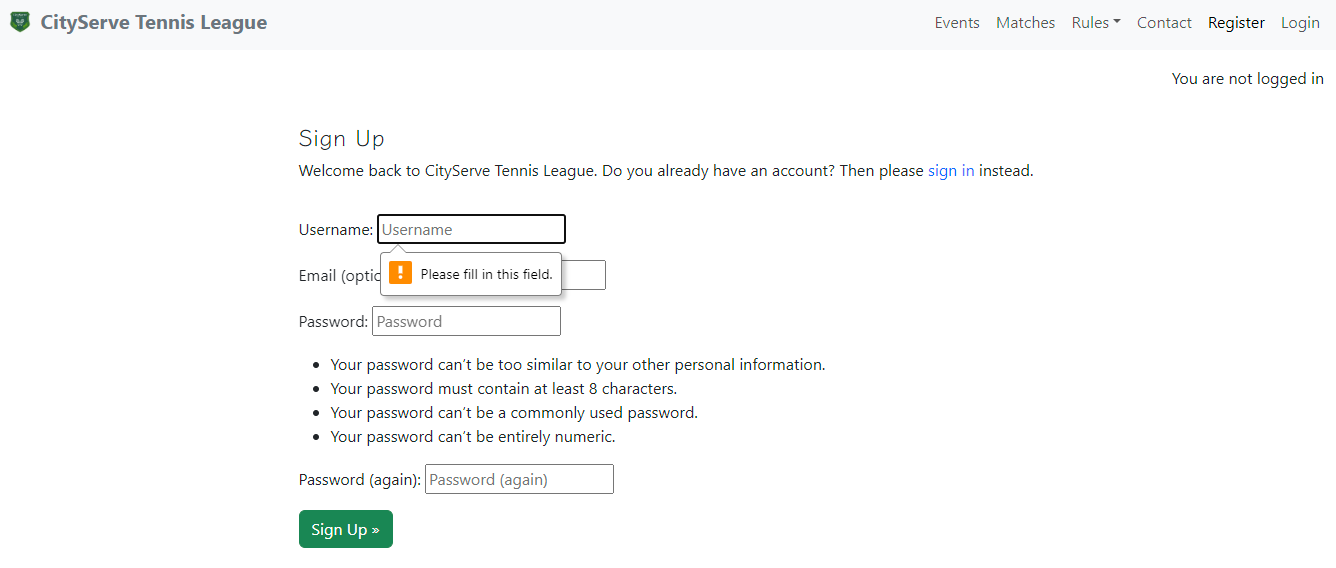 CityServe Tennis League
Events Matches Rules Contact Register Login
You are not logged in
Sign Up
Welcome back to CityServe Tennis League. Do you already have an account? Then please sign in instead.
Username: Username
Please fill in this field.
Email (optio
Password: Password
Your password can't be too similar to your other personal information.
Your password must contain at least 8 characters.
Your password can't be a commonly used password.
Your password can't be entirely numeric.
Password (again): Password (again)
Sign Up »